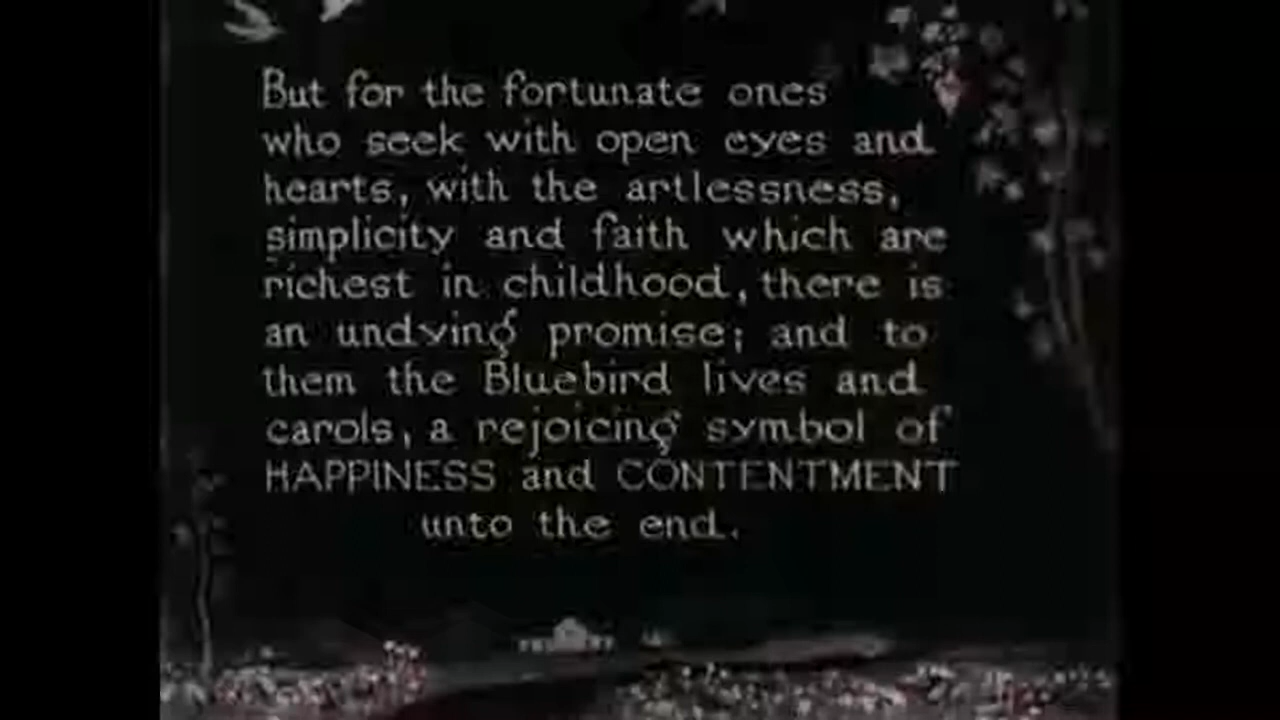 But for the fortunate ones
who seek with open eyes and
hearts, with the artlessness,
simplicity and faith which are
richest in childhood, there is
an undying promise; and to
them the Bluebird lives and
carols, a rejoicing symbol of
HAPPINESS and CONTENTMENT
unto the end.